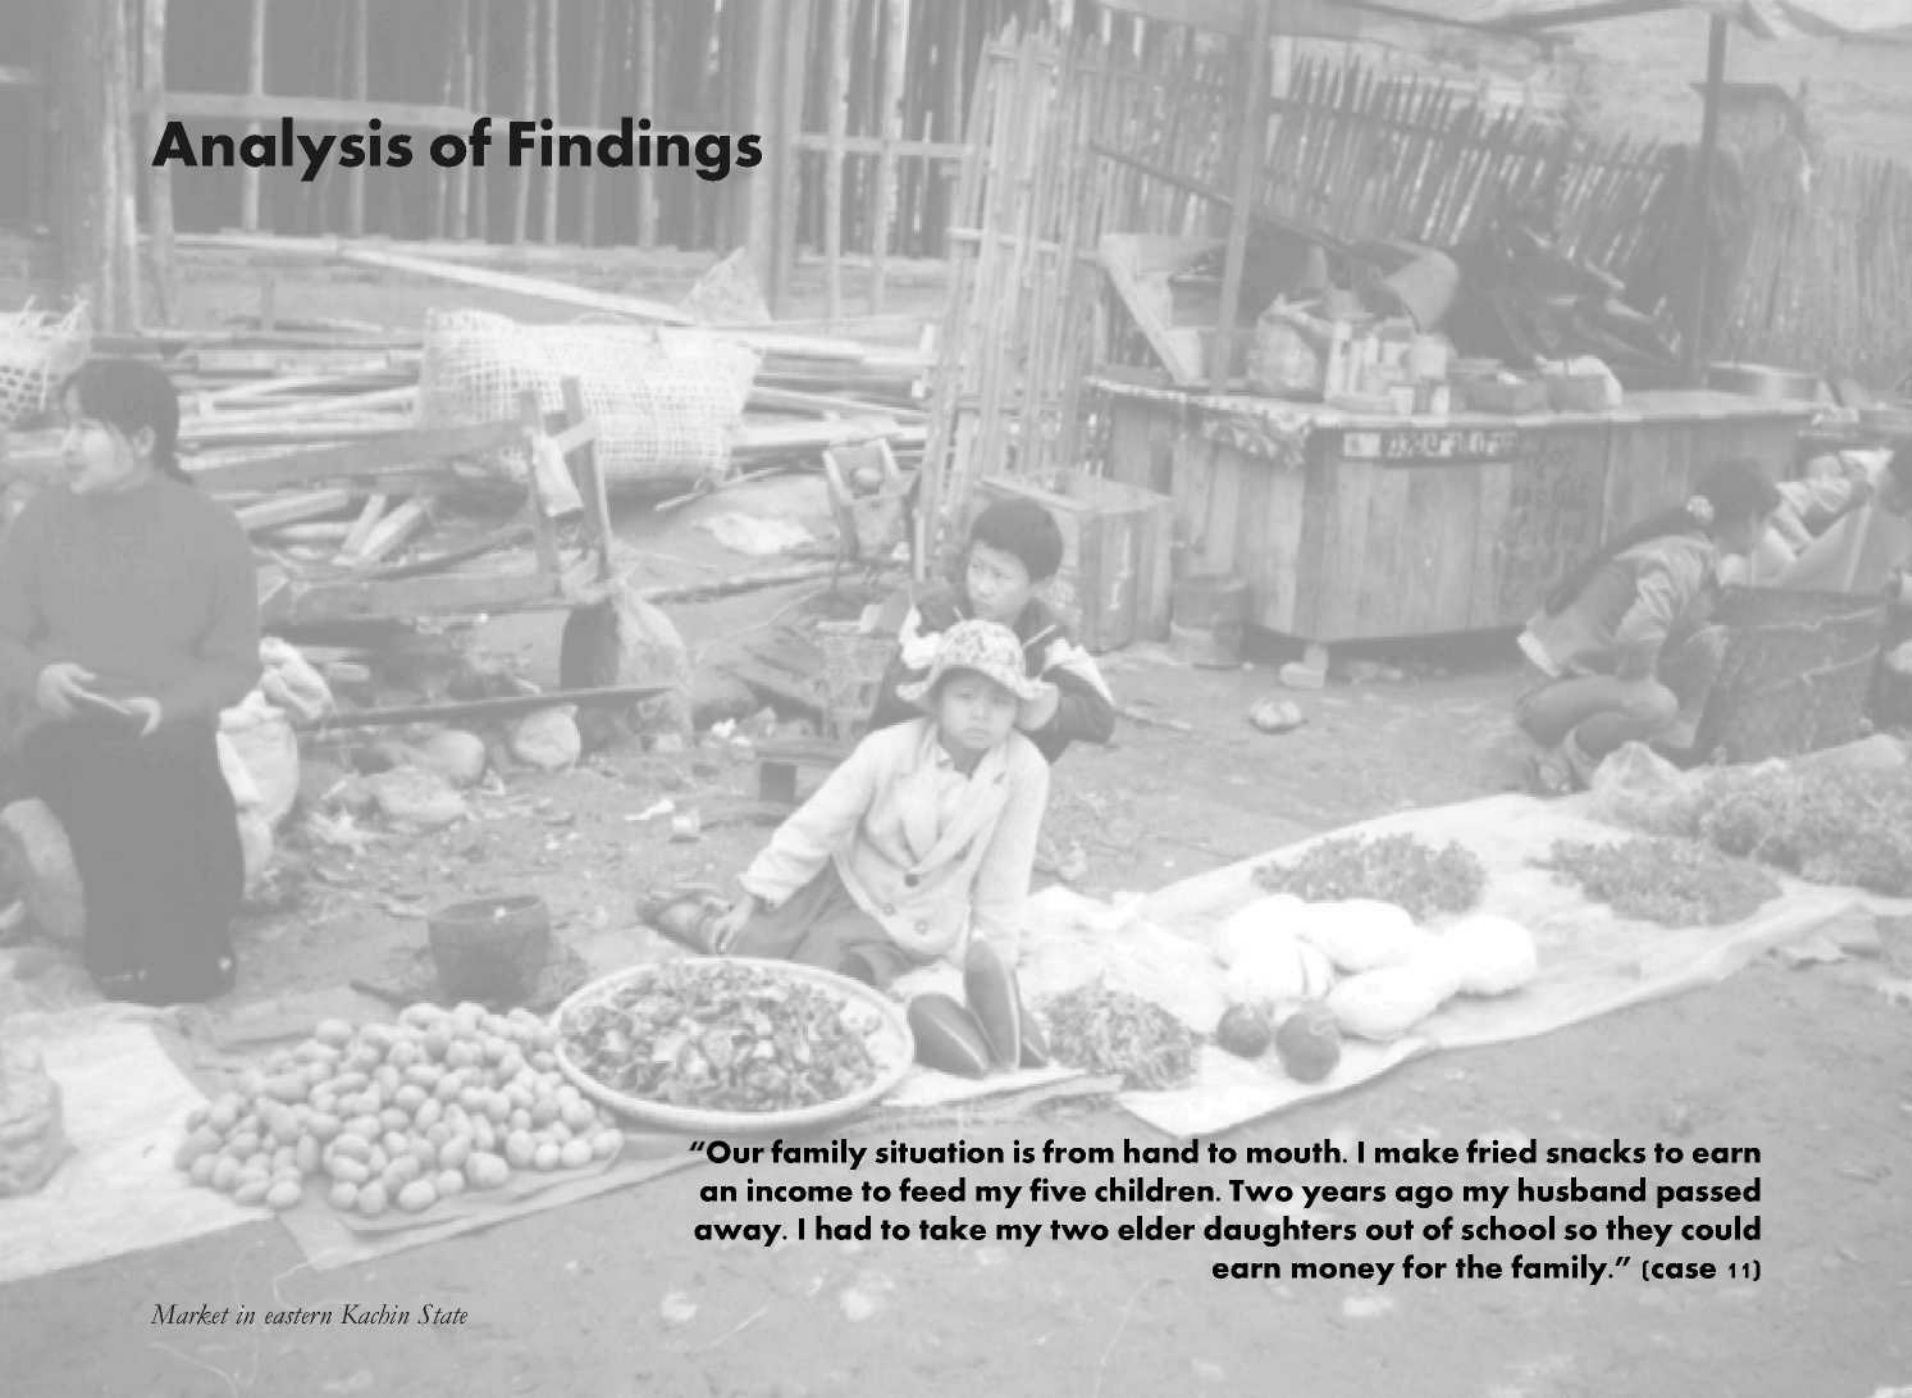 Analysis of Findings
“Our family situation is from hand to mouth. I make fried snacks to earn
an income to feed my five children. Two years ago my husband passed
away. I had to take my two elder daughters out of school so they could
earn money for the family.” (case 11)
Market in eastern Kachin State